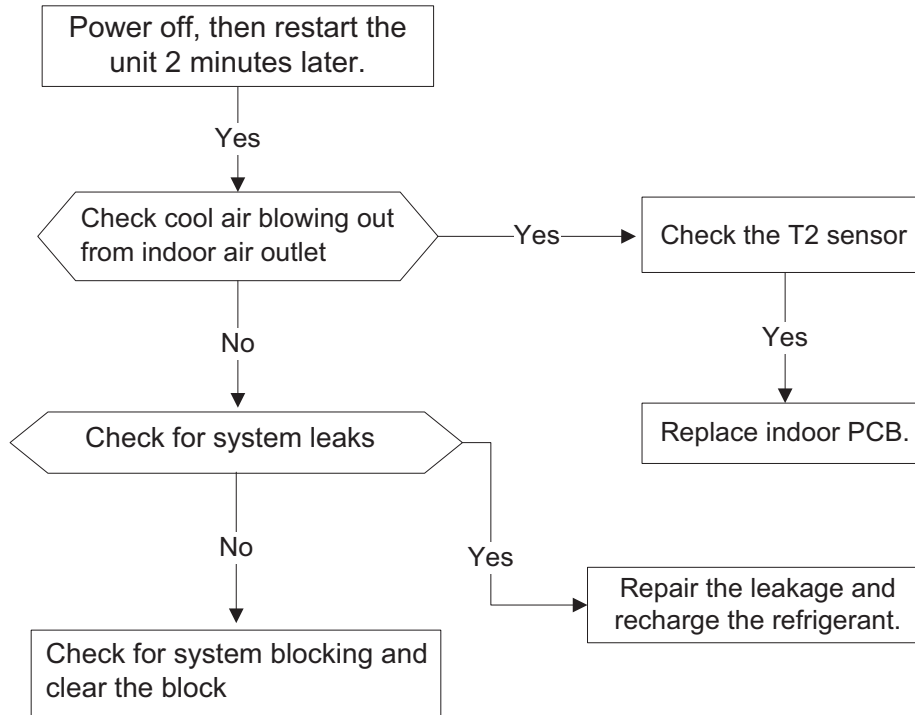 Power off, then restart the
unit 2 minutes later.
Yes
Check cool air blowing out
from indoor air outlet
Yes
Check the T2 sensor
No
Yes
Check for system leaks
Replace indoor PCB.
No
Yes
Repair the leakage and
recharge the refrigerant.
Check for system blocking and
clear the block